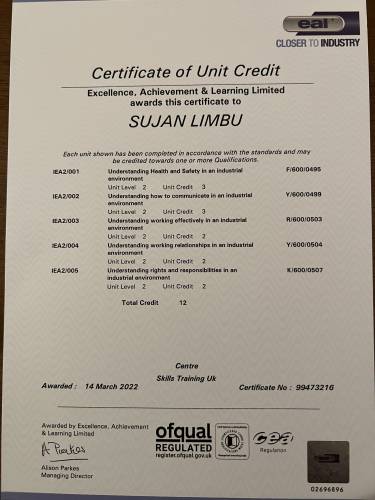 eal
CLOSER TO INDUSTRY
Certificate of Unit Credit
Excellence, Achievement & Learning Limited
awards this certificate to
SUJAN LIMBU
Each unit shown has been completed in accordance with the standards and may
be credited towards one or more Qualifications.
IEA2/001 Understanding Health and Safety in an industrial F/600/0495
environment
Unit Level 2 Unit Credit 3
IEA2/002 Understanding how to communicate in an industrial Y/600/0499
environment
Unit Level 2 Unit Credit 3
IEA2/003 Understanding working effectively in an industrial R/600/0503
environment
Unit Level 2 Unit Credit 2
IEA2/004 Understanding working relationships in an industrial Y/600/0504
environment
Unit Level 2 Unit Credit 2
IEA2/005 Understanding rights and responsibilities in an K/600/0507
industrial environment
Unit Level 2 Unit Credit 2
Total Credit 12
Centre
Skills Training Uk
Awarded : 14 March 2022 Certificate No : 99473216
Awarded by Excellence, Achievement
& Learning Limited
A Parkes
Alison Parkes
Managing Director
ofqual
REGULATED
register.ofqual.gov.uk
ccea
Regulation
02696896